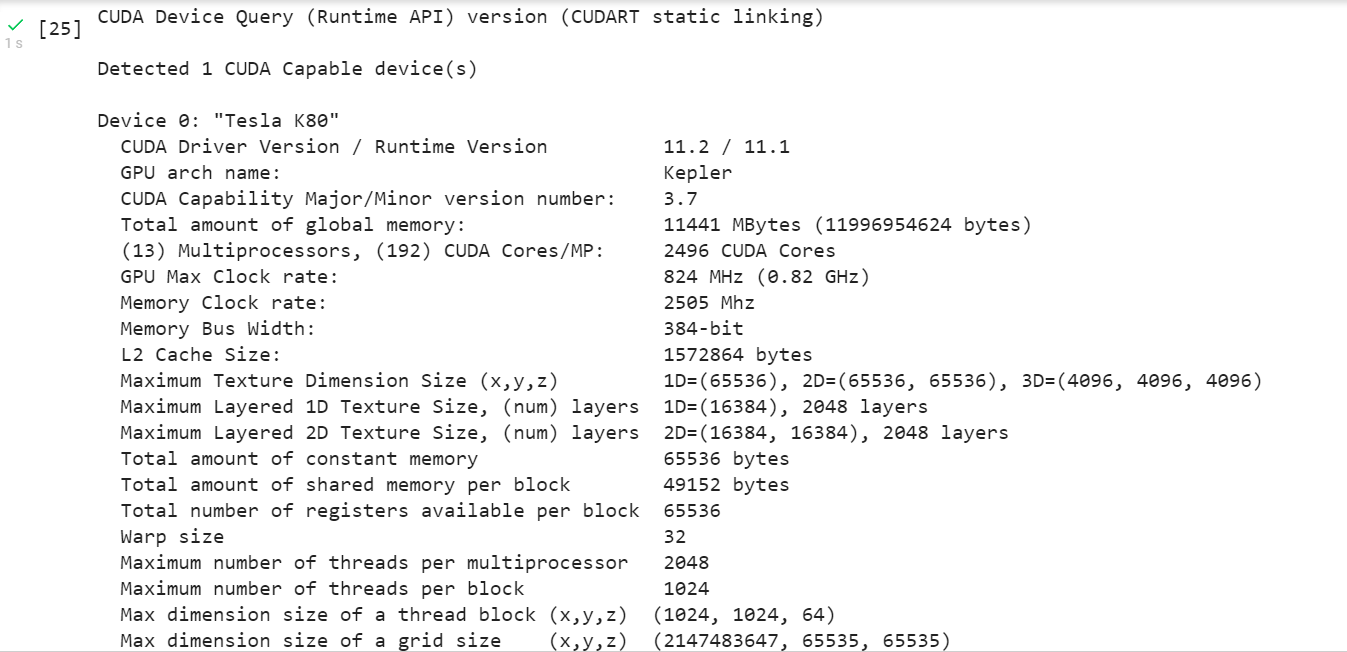 [25]
1 s
CUDA Device Query (Runtime API) version (CUDART static linking)
Detected 1 CUDA Capable device(s)
Device 0: "Tesla K80"
CUDA Driver Version / Runtime Version 11.2 / 11.1
GPU arch name: Kepler
CUDA Capability Major/Minor version number: 3.7
Total amount of global memory: 11441 MBytes (11996954624 bytes)
(13) Multiprocessors, (192) CUDA Cores/MP: 2496 CUDA Cores
GPU Max Clock rate: 824 MHz (0.82 GHz)
Memory Clock rate: 2505 Mhz
Memory Bus Width: 384-bit
L2 Cache Size: 1572864 bytes
Maximum Texture Dimension Size (x,y,z) 1D=(65536), 2D=(65536, 65536), 3D=(4096, 4096, 4096)
Maximum Layered 1D Texture Size, (num) layers 1D=(16384), 2048 layers
Maximum Layered 2D Texture Size, (num) layers 2D=(16384, 16384), 2048 layers
Total amount of constant memory 65536 bytes
Total amount of shared memory per block 49152 bytes
Total number of registers available per block 65536
Warp size 32
Maximum number of threads per multiprocessor 2048
Maximum number of threads per block 1024
Max dimension size of a thread block (x,y,z) (1024, 1024, 64)
Max dimension size of a grid size (x,y,z) (2147483647, 65535, 65535)